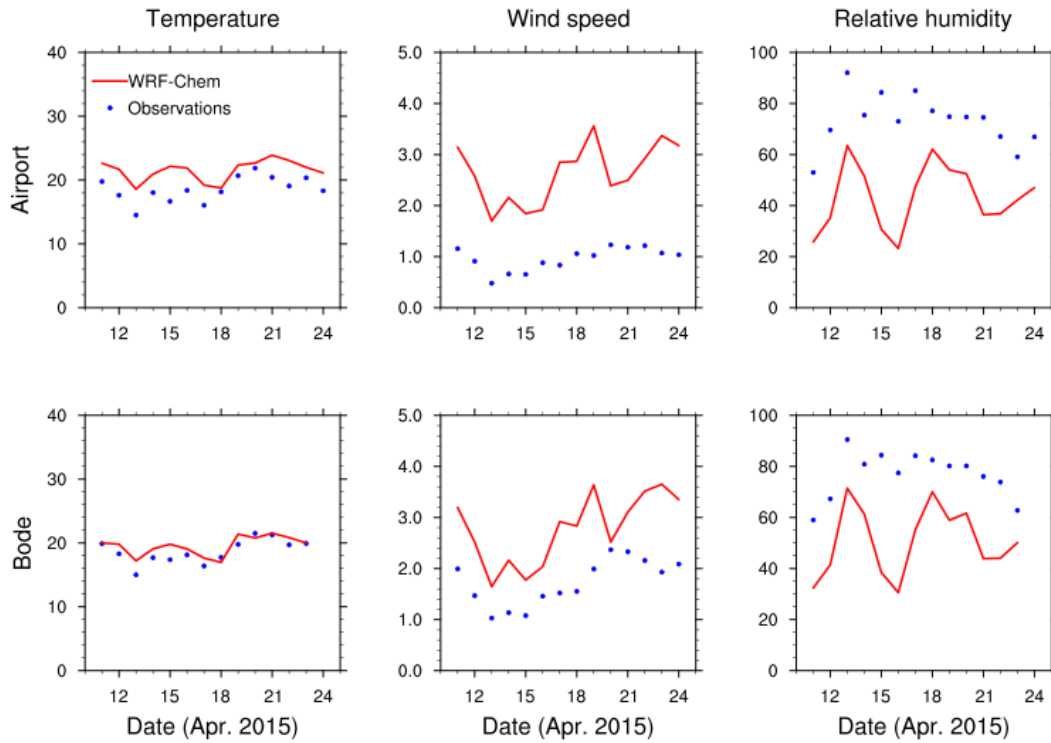 Temperature
Wind speed
Relative humidity
40
30
20
10
0
Airport
WRF-Chem
Observations
12 15 18 21 24
5.0
4.0
3.0
2.0
1.0
0.0
12 15 18 21 24
100
80
60
40
20
0
12 15 18 21 24
40
30
20
10
0
Bode
12 15 18 21 24
Date (Apr. 2015)
5.0
4.0
3.0
2.0
1.0
0.0
12 15 18 21 24
Date (Apr. 2015)
100
80
60
40
20
0
12 15 18 21 24
Date (Apr. 2015)